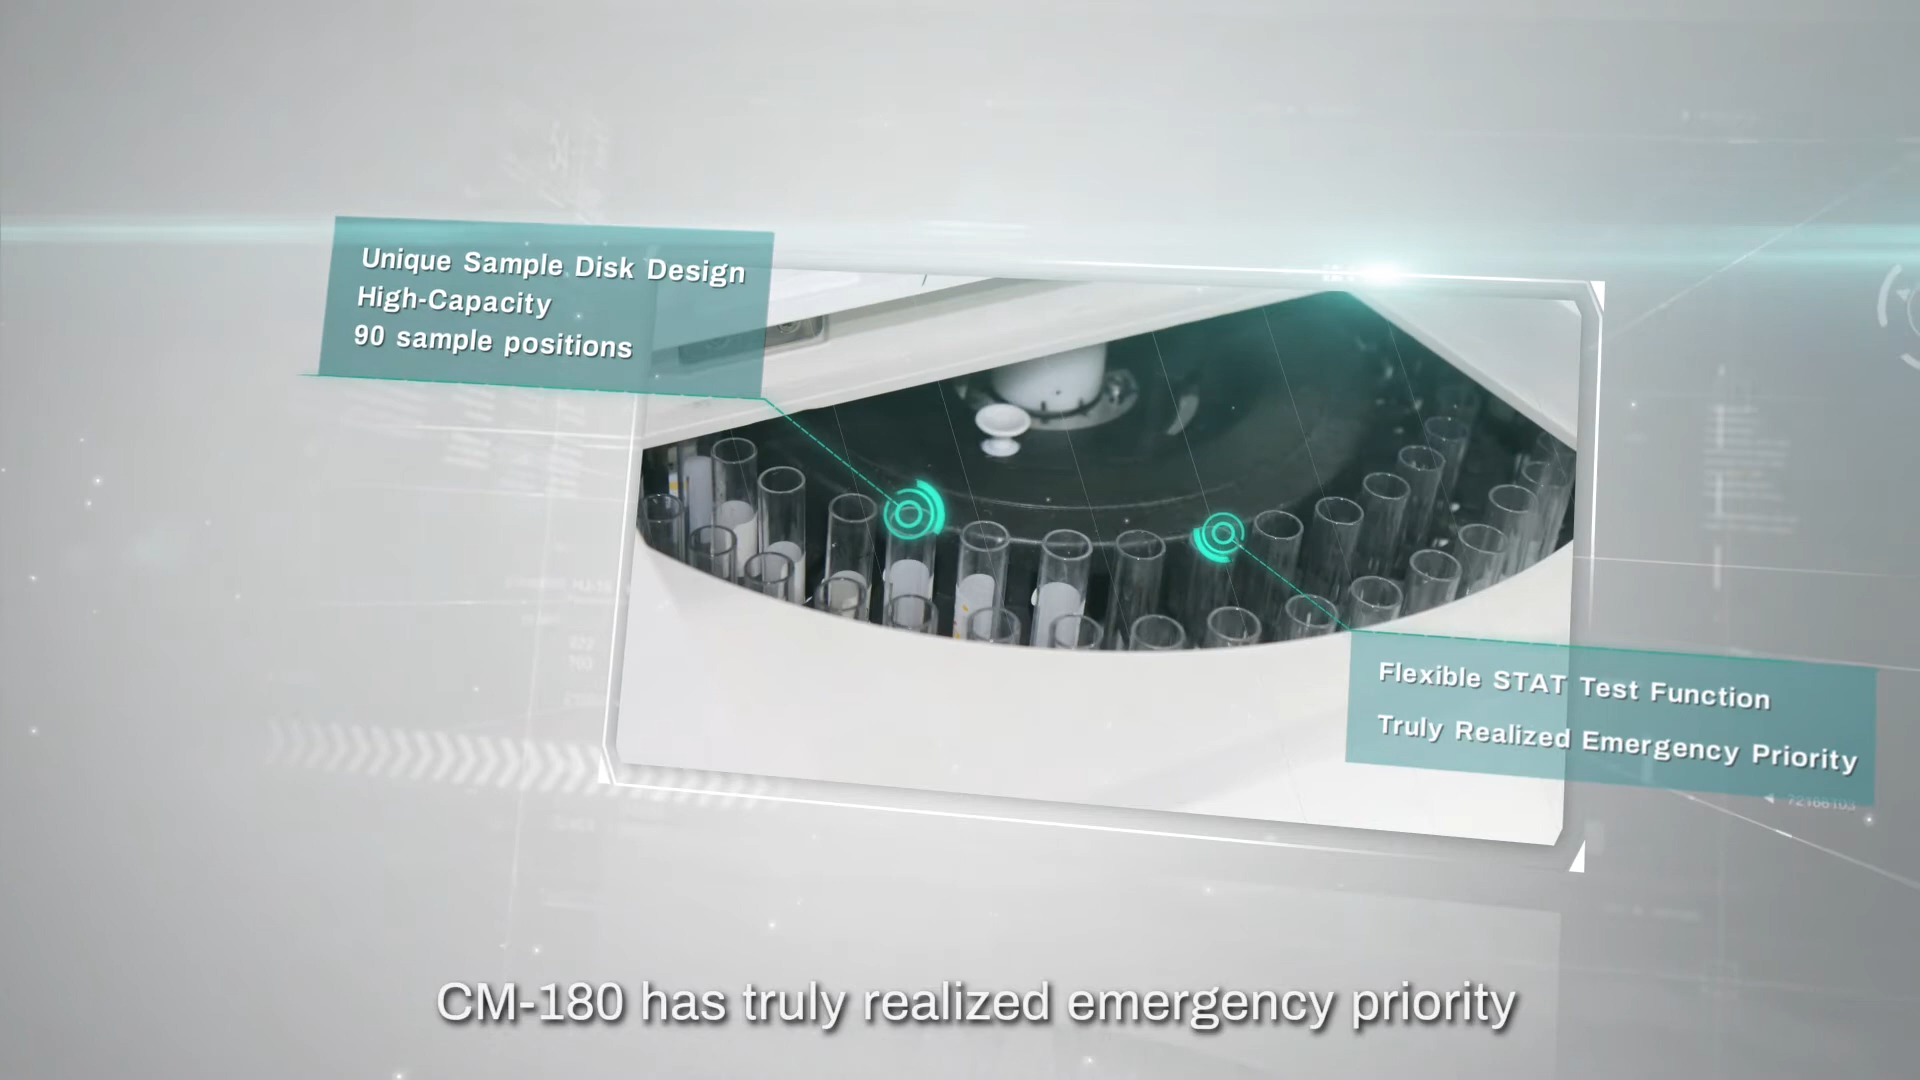 Unique Sample Disk Design
High-Capacity
90 sample positions
Flexible STAT Test Function
Truly Realized Emergency Priority
CM-180 has truly realized emergency priority